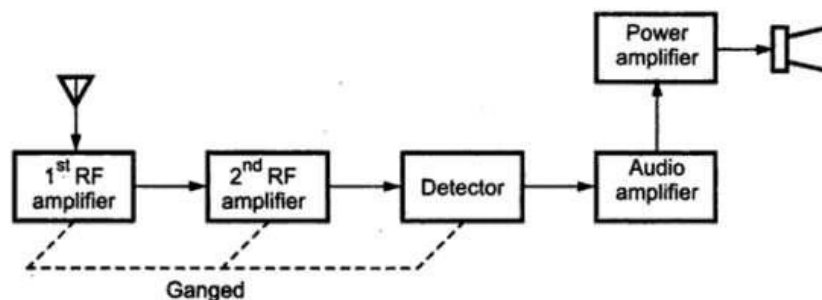 Power
amplifier
1st RF
amplifier
2nd RF
amplifier
Detector
Audio
amplifier
Ganged